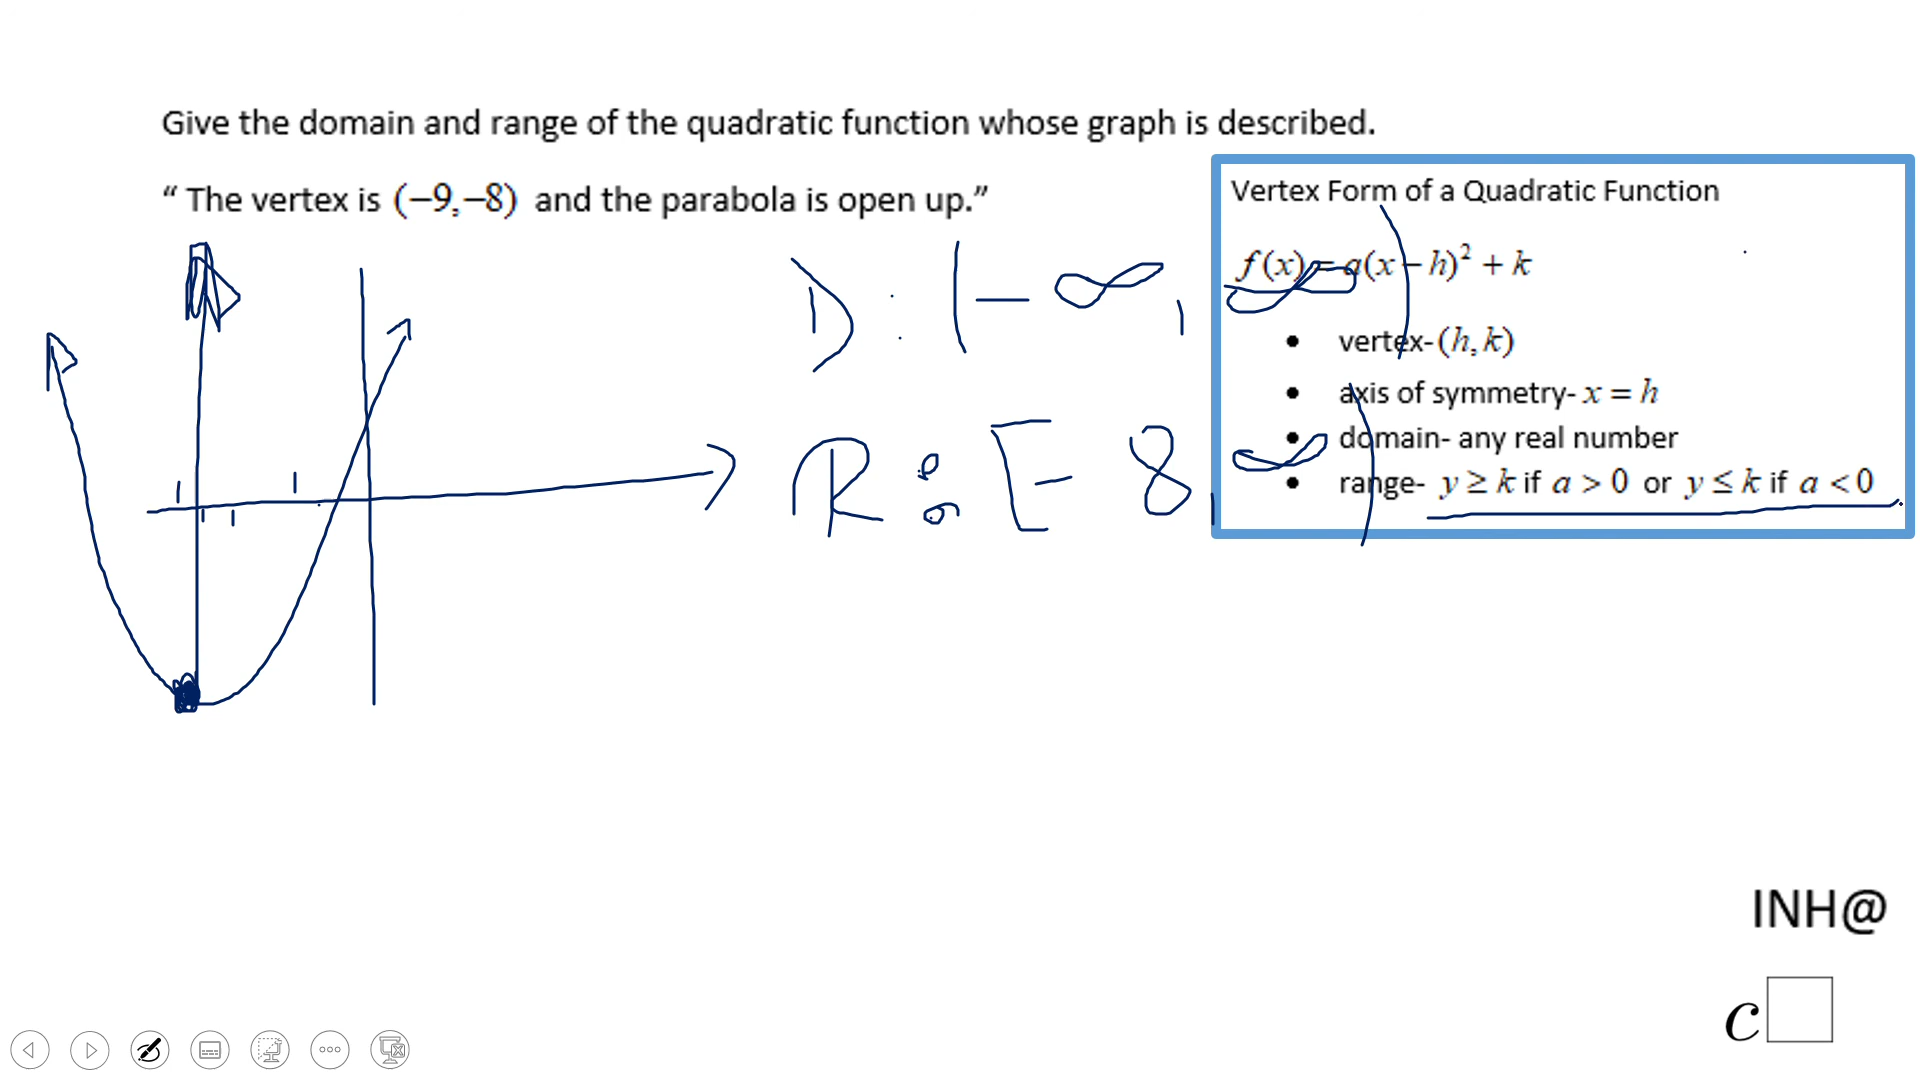 Give the domain and range of the quadratic function whose graph is described.
“ The vertex is (−9,−8) and the parabola is open up.”
Vertex Form of a Quadratic Function
f(x) = a(x − h)² + k
• vertex- (h, k)
• axis of symmetry- x = h
• domain- any real number
• range- y ≥ k if a > 0 or y ≤ k if a < 0
D : (−∞, ∞)
R : [−8, ∞)
INH@
c□